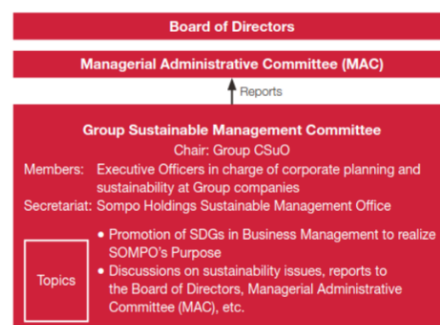 Board of Directors
Managerial Administrative Committee (MAC)
Reports
Group Sustainable Management Committee
Chair: Group CSuO
Members: Executive Officers in charge of corporate planning and
sustainability at Group companies
Secretariat: Sompo Holdings Sustainable Management Office
Topics
● Promotion of SDGs in Business Management to realize
SOMPO's Purpose
● Discussions on sustainability issues, reports to
the Board of Directors, Managerial Administrative
Committee (MAC), etc.